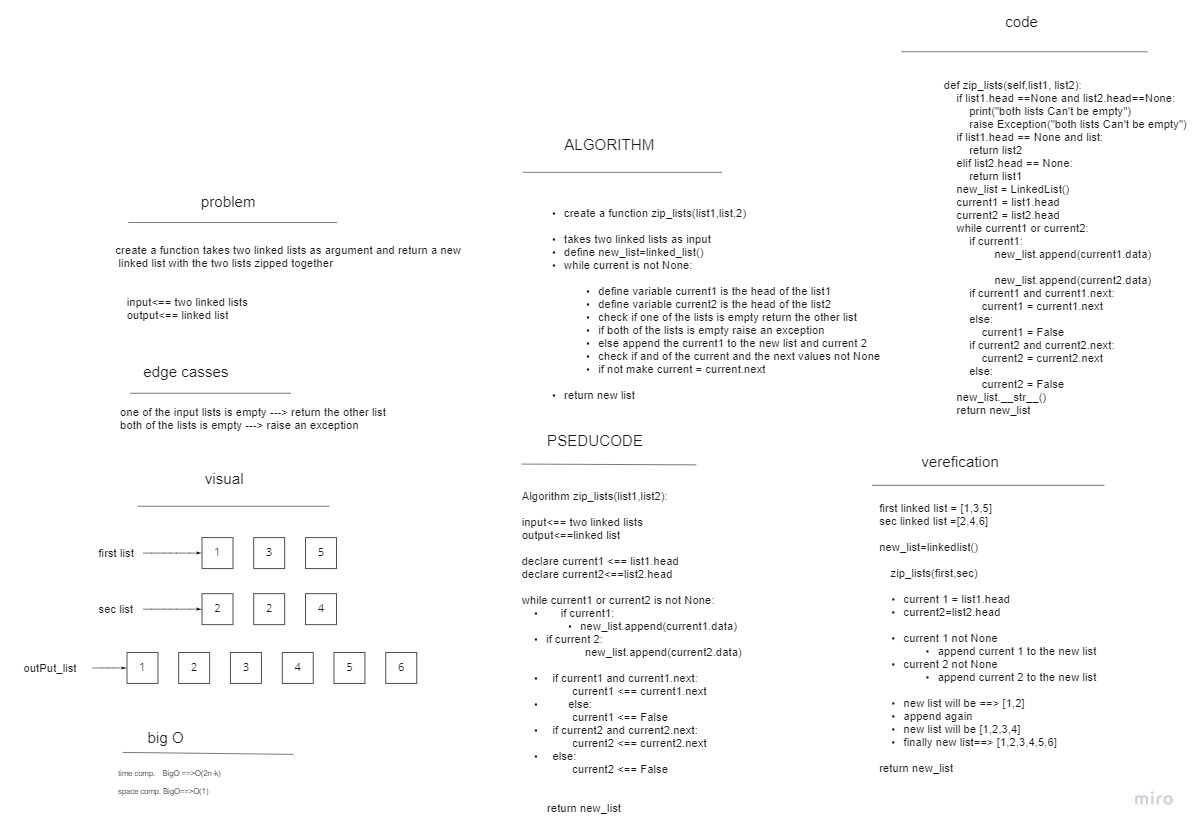 problem
create a function takes two linked lists as argument and return a new
linked list with the two lists zipped together
input<== two linked lists
output<== linked list
edge casses
one of the input lists is empty ---> return the other list
both of the lists is empty ---> raise an exception
visual
first list 1 3 5
sec list 2 2 4
outPut_list 1 2 3 4 5 6
big O
time comp. BigO ==>O(2n-k)
space comp. BigO==>O(1)
ALGORITHM
• create a function zip_lists(list1,list,2)
• takes two linked lists as input
• define new_list=linked_list()
• while current is not None:
• define variable current1 is the head of the list1
• define variable current2 is the head of the list2
• check if one of the lists is empty return the other list
• if both of the lists is empty raise an exception
• else append the current1 to the new list and current 2
• check if and of the current and the next values not None
• if not make current = current.next
• return new list
PSEDUCODE
Algorithm zip_lists(list1,list2):
input<== two linked lists
output<==linked list
declare current1 <== list1.head
declare current2<==list2.head
while current1 or current2 is not None:
• if current1:
• new_list.append(current1.data)
• if current 2:
new_list.append(current2.data)
• if current1 and current1.next:
current1 <== current1.next
• else:
current1 <== False
• if current2 and current2.next:
current2 <== current2.next
• else:
current2 <== False
return new_list
code
def zip_lists(self,list1, list2):
if list1.head ==None and list2.head==None:
print("both lists Can't be empty")
raise Exception("both lists Can't be empty")
if list1.head == None and list:
return list2
elif list2.head == None:
return list1
new_list = LinkedList()
current1 = list1.head
current2 = list2.head
while current1 or current2:
if current1:
new_list.append(current1.data)
new_list.append(current2.data)
if current1 and current1.next:
current1 = current1.next
else:
current1 = False
if current2 and current2.next:
current2 = current2.next
else:
current2 = False
new_list.__str__()
return new_list
verefication
first linked list = [1,3,5]
sec linked list =[2,4,6]
new_list=linkedlist()
zip_lists(first,sec)
• current 1 = list1.head
• current2=list2.head
• current 1 not None
• append current 1 to the new list
• current 2 not None
• append current 2 to the new list
• new list will be ==> [1,2]
• append again
• new list will be [1,2,3,4]
• finally new list==> [1,2,3,4,5,6]
return new_list
miro